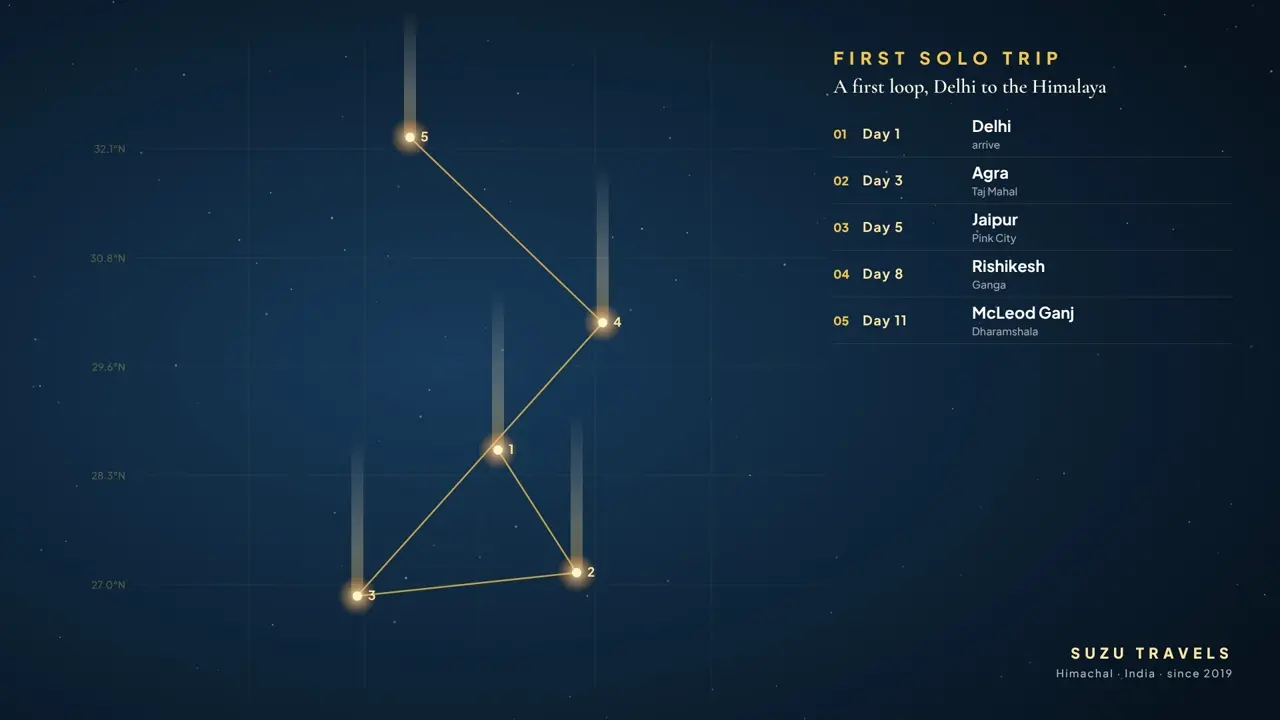 FIRST SOLO TRIP
A first loop, Delhi to the Himalaya
01 Day 1 Delhi
arrive
02 Day 3 Agra
Taj Mahal
03 Day 5 Jaipur
Pink City
04 Day 8 Rishikesh
Ganga
05 Day 11 McLeod Ganj
Dharamshala
5
32.1°N
30.8°N
4
29.6°N
1
28.3°N
2
27.0°N
3
SUZU TRAVELS
Himachal · India · since 2019